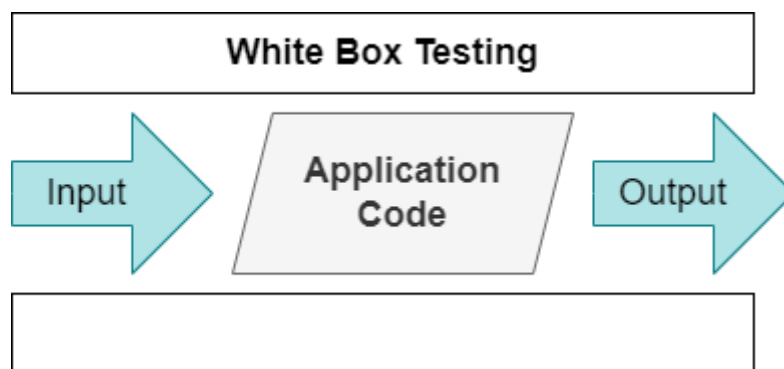 White Box Testing
Input
Application
Code
Output